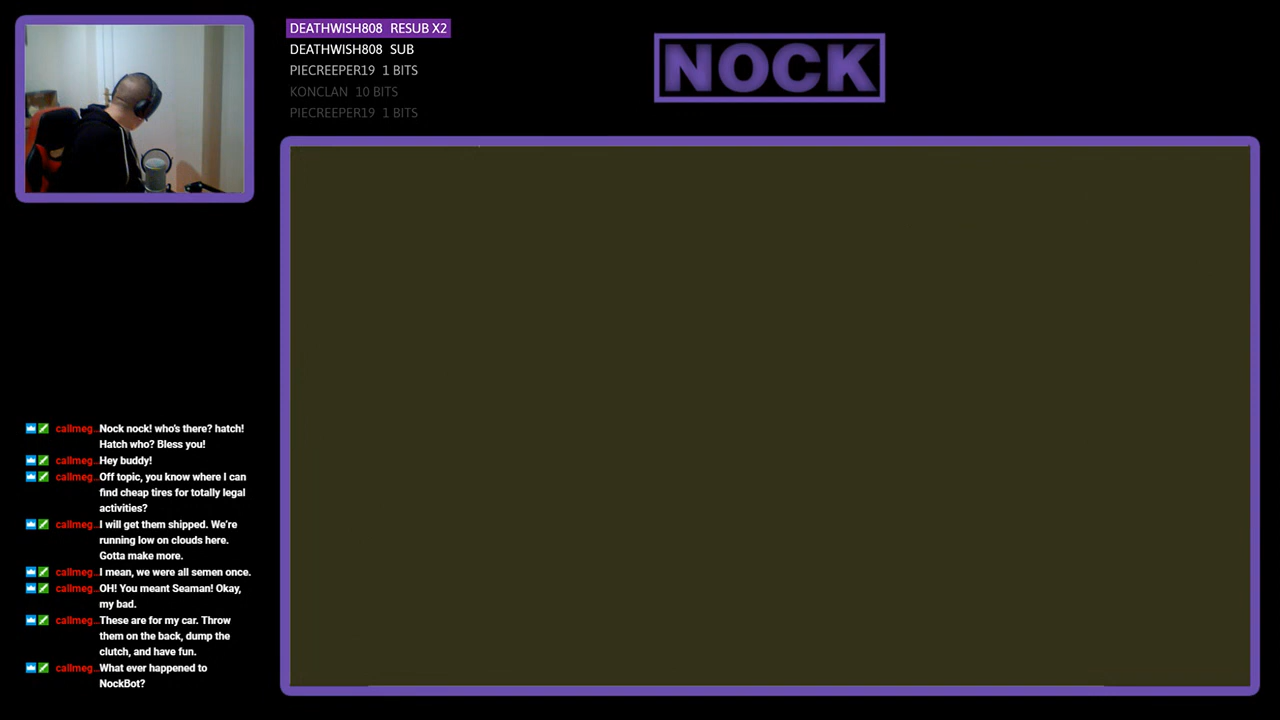 DEATHWISH808 RESUB X2
DEATHWISH808 SUB
PIECREEPER19 1 BITS
KONCLAN 10 BITS
PIECREEPER19 1 BITS
NOCK
callmeg... Nock nock! who's there? hatch!
Hatch who? Bless you!
callmeg... Hey buddy!
callmeg... Off topic, you know where I can
find cheap tires for totally legal
activities?
callmeg... I will get them shipped. We're
running low on clouds here.
Gotta make more.
callmeg... I mean, we were all semen once.
callmeg... OH! You meant Seaman! Okay,
my bad.
callmeg... These are for my car. Throw
them on the back, dump the
clutch, and have fun.
callmeg... What ever happened to
NockBot?